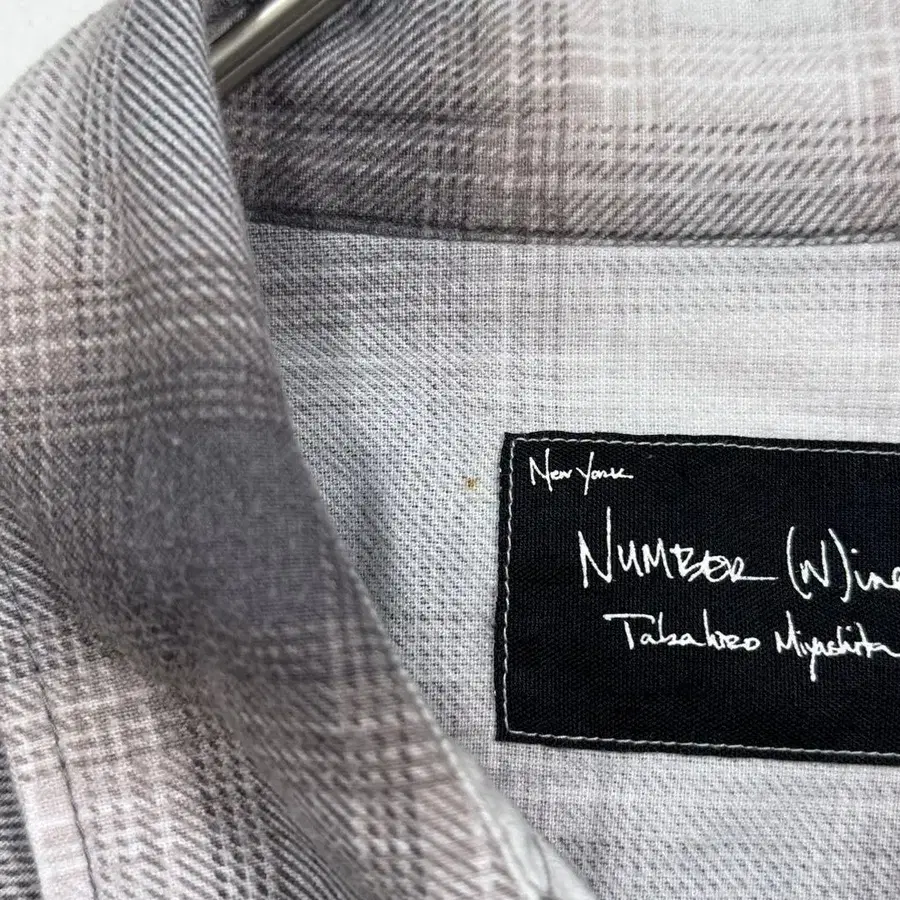 New York
NUMBER (N)ine
Takahiro Miyashita